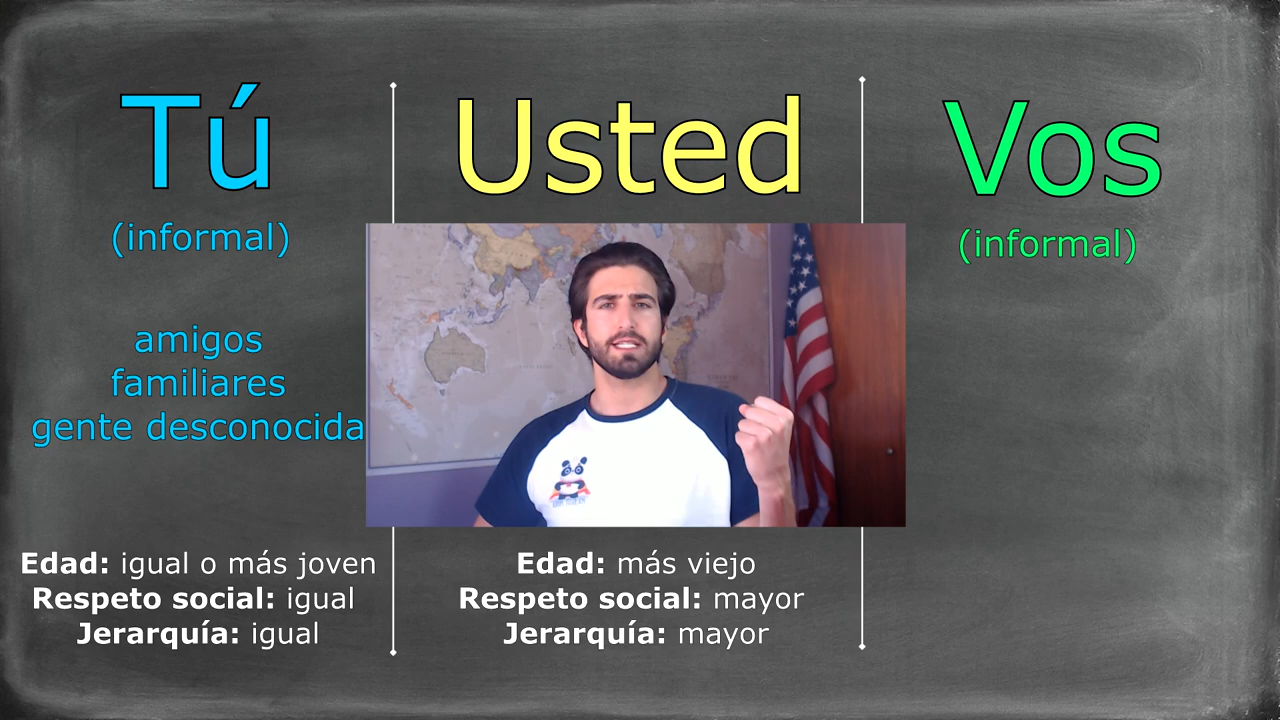 Tú
(informal)
amigos
familiares
gente desconocida
Edad: igual o más joven
Respeto social: igual
Jerarquía: igual
Usted
Edad: más viejo
Respeto social: mayor
Jerarquía: mayor
Vos
(informal)